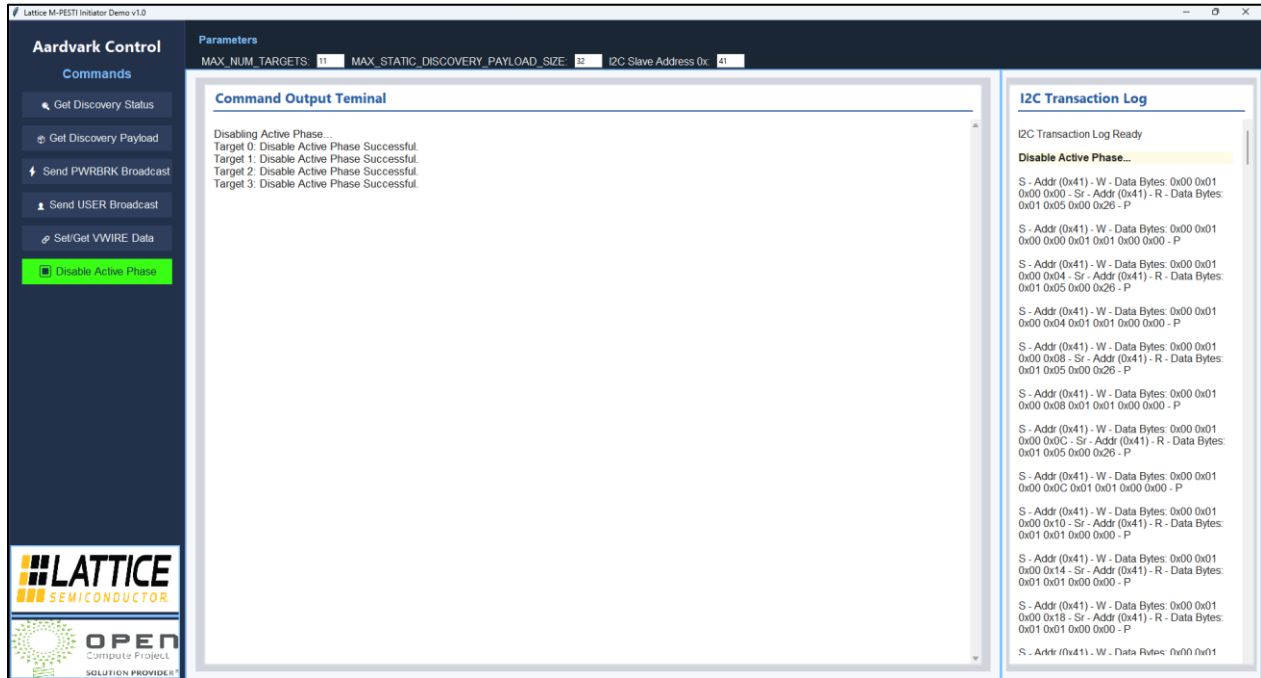 Lattice M-PESTI Initiator Demo v1.0
Aardvark Control
Commands
Get Discovery Status
Get Discovery Payload
Send PWRBRK Broadcast
Send USER Broadcast
Set/Get VWIRE Data
Disable Active Phase
Parameters
MAX_NUM_TARGETS: 11 MAX_STATIC_DISCOVERY_PAYLOAD_SIZE: 32 I2C Slave Address 0x: 41
Command Output Teminal
Disabling Active Phase...
Target 0: Disable Active Phase Successful.
Target 1: Disable Active Phase Successful.
Target 2: Disable Active Phase Successful.
Target 3: Disable Active Phase Successful.
I2C Transaction Log
I2C Transaction Log Ready
Disable Active Phase...
S - Addr (0x41) - W - Data Bytes: 0x00 0x01
0x00 0x00 - Sr - Addr (0x41) - R - Data Bytes:
0x01 0x05 0x00 0x26 - P
S - Addr (0x41) - W - Data Bytes: 0x00 0x01
0x00 0x00 0x01 0x01 0x00 0x00 - P
S - Addr (0x41) - W - Data Bytes: 0x00 0x01
0x00 0x04 - Sr - Addr (0x41) - R - Data Bytes:
0x01 0x05 0x00 0x26 - P
S - Addr (0x41) - W - Data Bytes: 0x00 0x01
0x00 0x04 0x01 0x01 0x00 0x00 - P
S - Addr (0x41) - W - Data Bytes: 0x00 0x01
0x00 0x08 - Sr - Addr (0x41) - R - Data Bytes:
0x01 0x05 0x00 0x26 - P
S - Addr (0x41) - W - Data Bytes: 0x00 0x01
0x00 0x08 0x01 0x01 0x00 0x00 - P
S - Addr (0x41) - W - Data Bytes: 0x00 0x01
0x00 0x0C - Sr - Addr (0x41) - R - Data Bytes:
0x01 0x05 0x00 0x26 - P
S - Addr (0x41) - W - Data Bytes: 0x00 0x01
0x00 0x0C 0x01 0x01 0x00 0x00 - P
S - Addr (0x41) - W - Data Bytes: 0x00 0x01
0x00 0x10 - Sr - Addr (0x41) - R - Data Bytes:
0x01 0x01 0x00 0x00 - P
S - Addr (0x41) - W - Data Bytes: 0x00 0x01
0x00 0x14 - Sr - Addr (0x41) - R - Data Bytes:
0x01 0x01 0x00 0x00 - P
S - Addr (0x41) - W - Data Bytes: 0x00 0x01
0x00 0x18 - Sr - Addr (0x41) - R - Data Bytes:
0x01 0x01 0x00 0x00 - P
S - Addr (0x41) - W - Data Bytes: 0x00 0x01
LATTICE
SEMICONDUCTOR.
OPEN
Compute Project
SOLUTION PROVIDER®